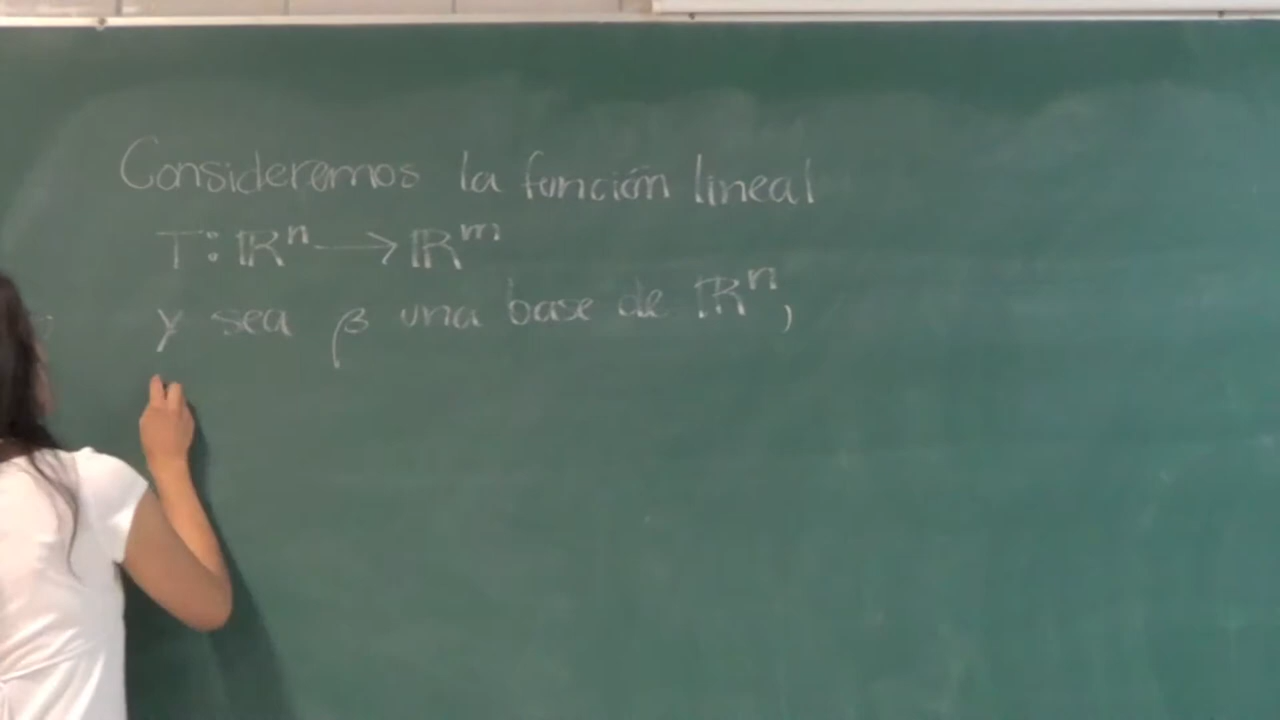 Consideremos la función lineal
T: ℝⁿ → ℝᵐ
y sea β una base de ℝⁿ,